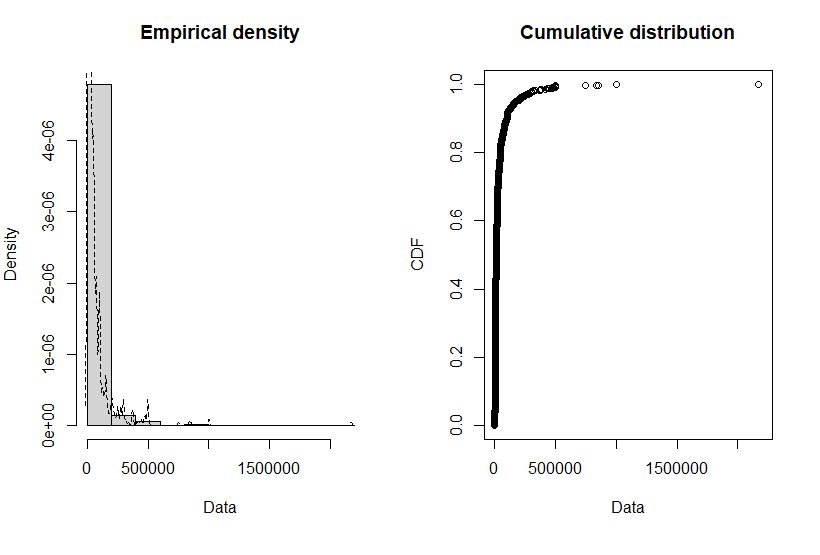 Empirical density
Density
0e+00 1e-06 2e-06 3e-06 4e-06
0 500000 1500000
Data
Cumulative distribution
CDF
0.0 0.2 0.4 0.6 0.8 1.0
0 500000 1500000
Data